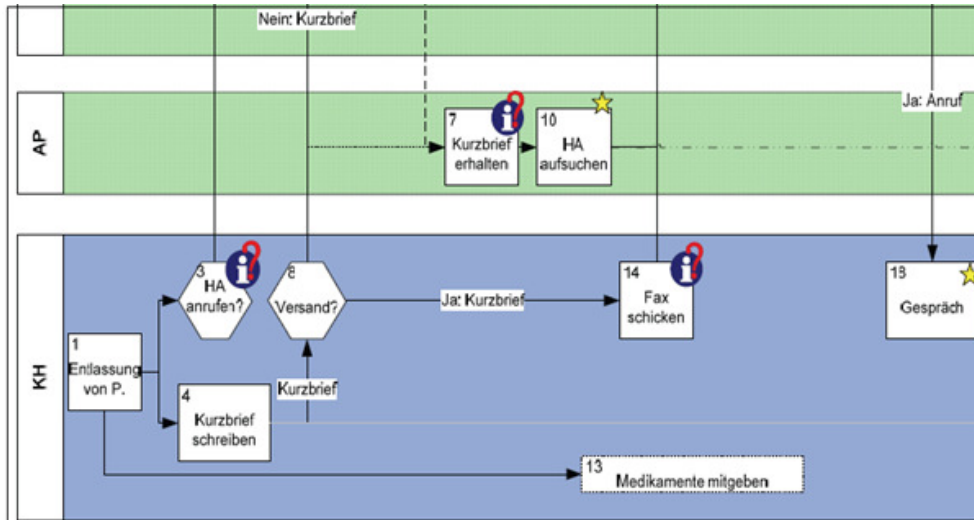 Nein: Kurzbrief
AP
7
Kurzbrief
erhalten
10
HA
aufsuchen
Ja: Anruf
KH
3
HA
anrufen?
8
Versand?
Ja: Kurzbrief
14
Fax
schicken
18
Gespräch
1
Entlassung
von P.
4
Kurzbrief
schreiben
Kurzbrief
13
Medikamente mitgeben